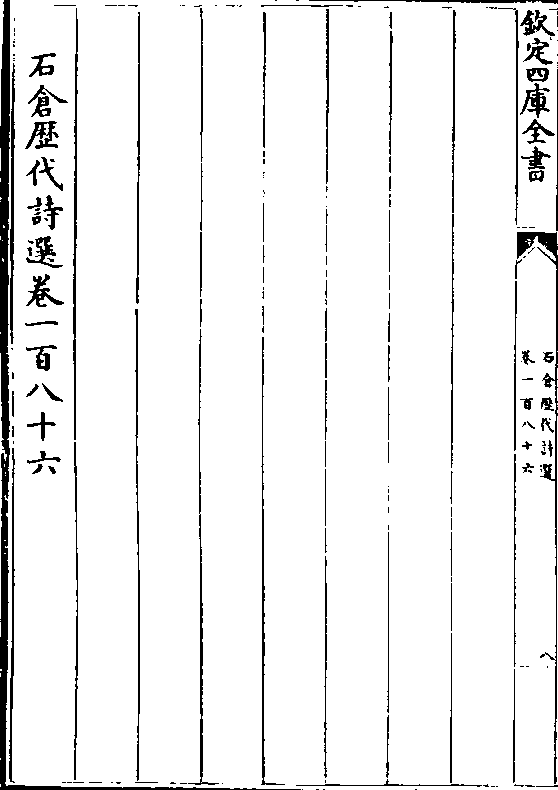 欽定四庫全書
石倉歷代詩選
卷一百八十六
八
石倉歷代詩選卷一百八十六